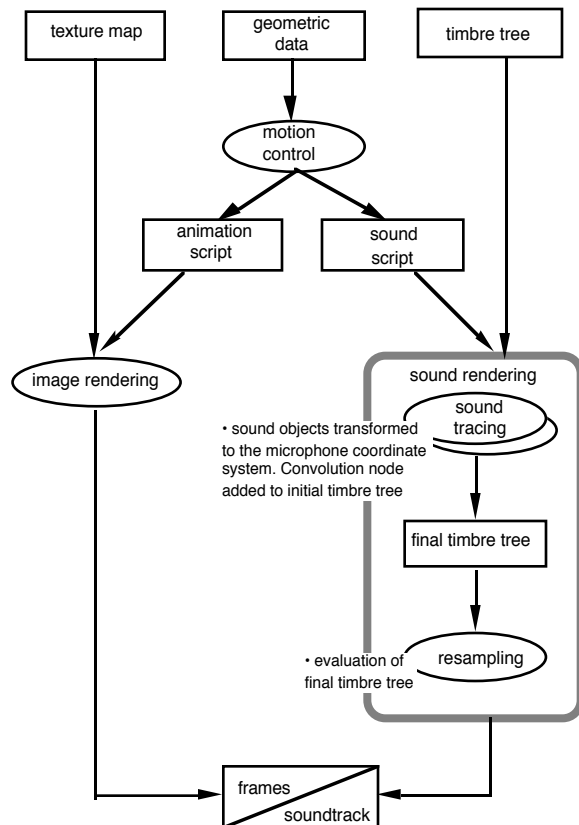 texture map
geometric
data
timbre tree
motion
control
animation
script
sound
script
image rendering
sound rendering
sound
tracing
• sound objects transformed
to the microphone coordinate
system. Convolution node
added to initial timbre tree
final timbre tree
resampling
• evaluation of
final timbre tree
frames
soundtrack